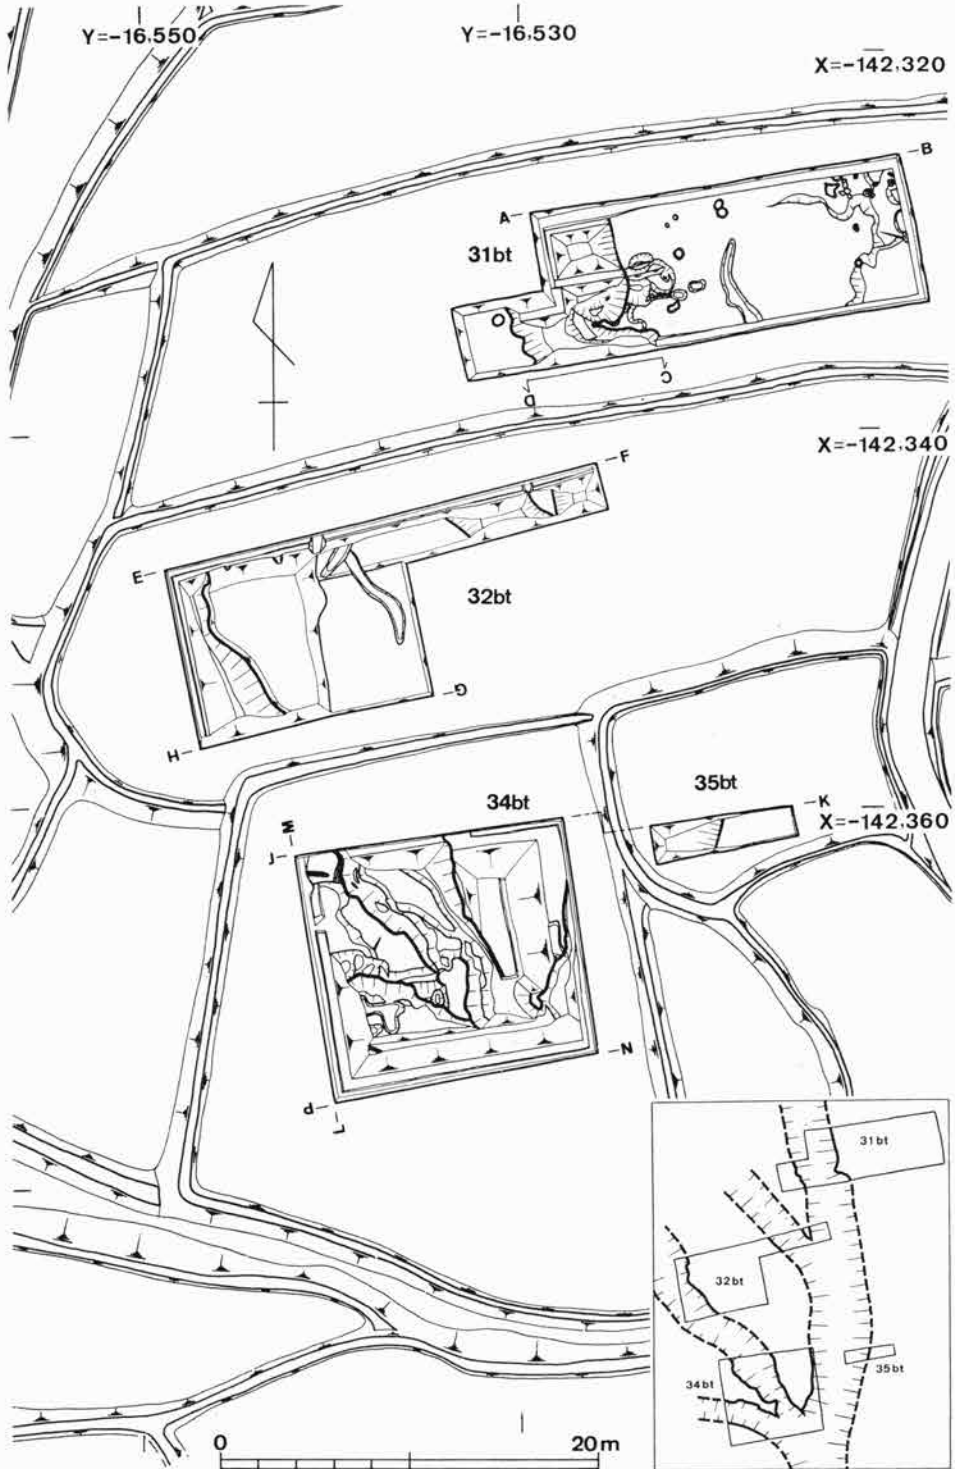 Y=-16,550
Y=-16,530
X=-142,320
B
A
31bt
C
D
X=-142,340
F
E
32bt
G
H
35bt
34bt
K
X=-142,360
M
J
N
P
L
31bt
32bt
35bt
34bt
0
20m